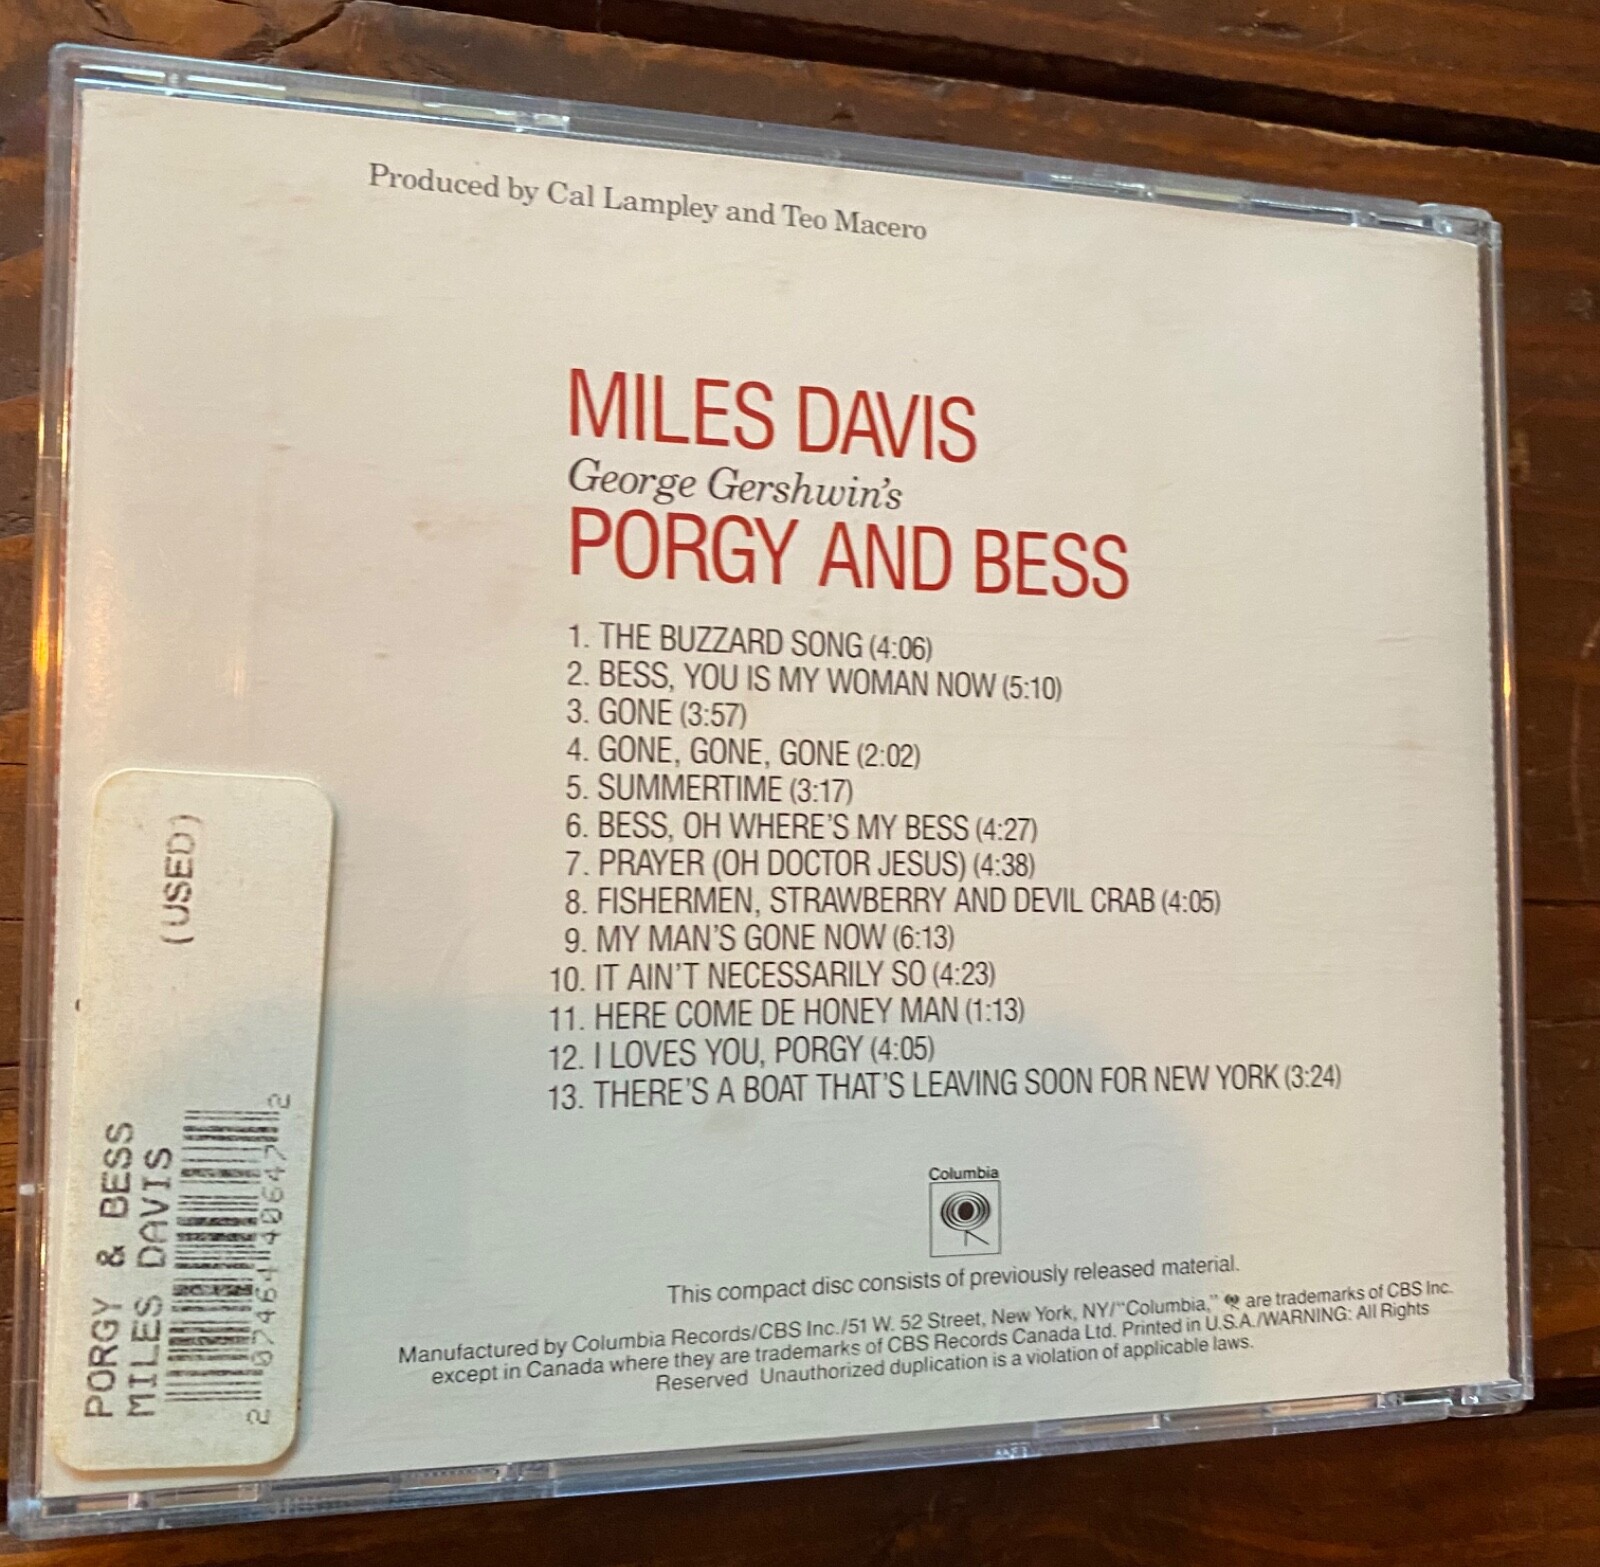 Produced by Cal Lampley and Teo Macero
MILES DAVIS
George Gershwin's
PORGY AND BESS
1. THE BUZZARD SONG (4:06)
2. BESS, YOU IS MY WOMAN NOW (5:10)
3. GONE (3:57)
4. GONE, GONE, GONE (2:02)
5. SUMMERTIME (3:17)
6. BESS, OH WHERE'S MY BESS (4:27)
7. PRAYER (OH DOCTOR JESUS) (4:38)
8. FISHERMEN, STRAWBERRY AND DEVIL CRAB (4:05)
9. MY MAN'S GONE NOW (6:13)
10. IT AIN'T NECESSARILY SO (4:23)
11. HERE COME DE HONEY MAN (1:13)
12. I LOVES YOU, PORGY (4:05)
13. THERE'S A BOAT THAT'S LEAVING SOON FOR NEW YORK (3:24)
Columbia
This compact disc consists of previously released material.
Manufactured by Columbia Records/CBS Inc./51 W. 52 Street, New York, NY/"Columbia," are trademarks of CBS Inc.
except in Canada where they are trademarks of CBS Records Canada Ltd. Printed in U.S.A./WARNING: All Rights
Reserved Unauthorized duplication is a violation of applicable laws.
(USED)
PORGY & BESS
MILES DAVIS
2 07464 40647 2